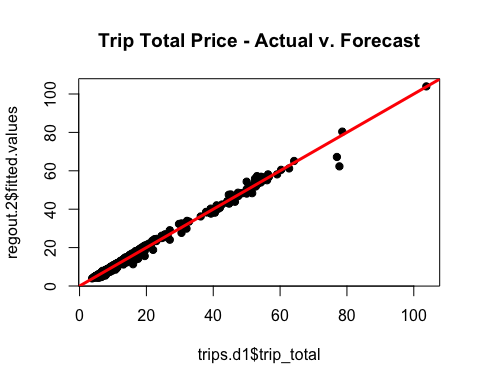 Trip Total Price - Actual v. Forecast
regout.2$fitted.values
100
80
60
40
20
0
0 20 40 60 80 100
trips.d1$trip_total